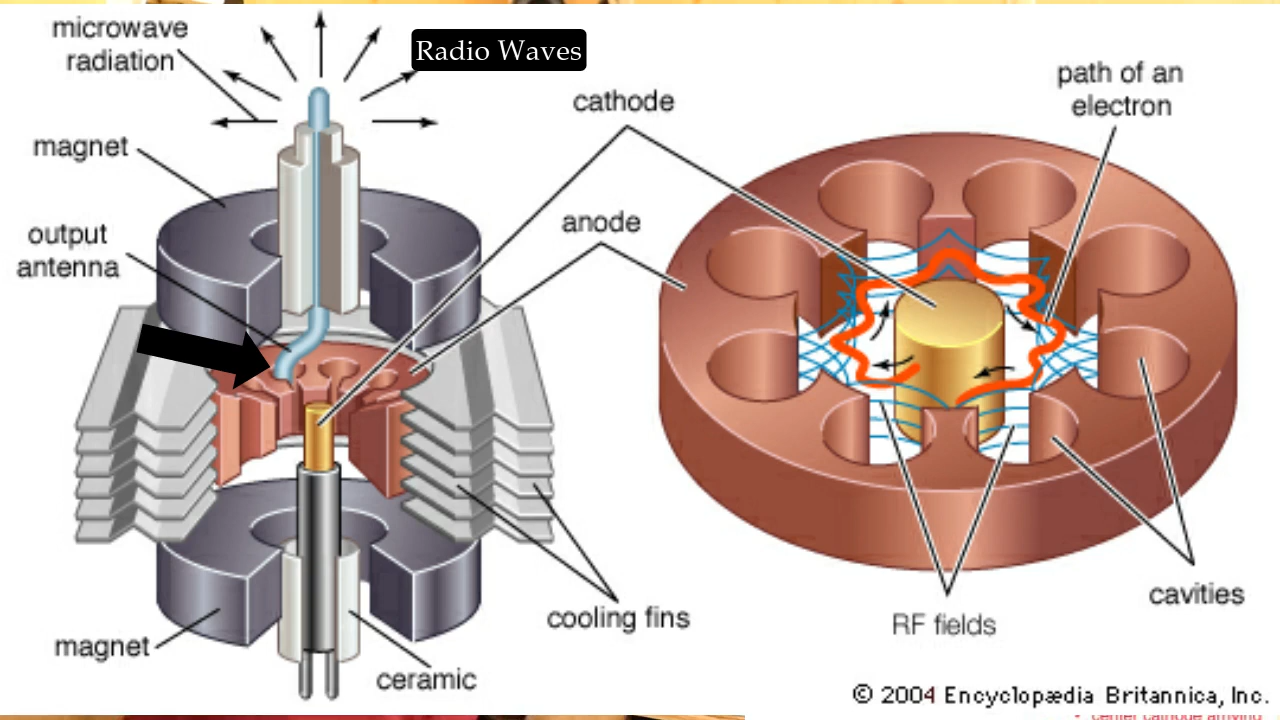 microwave
radiation
Radio Waves
cathode
path of an
electron
magnet
anode
output
antenna
cooling fins
cavities
RF fields
magnet
ceramic
© 2004 Encyclopædia Britannica, Inc.